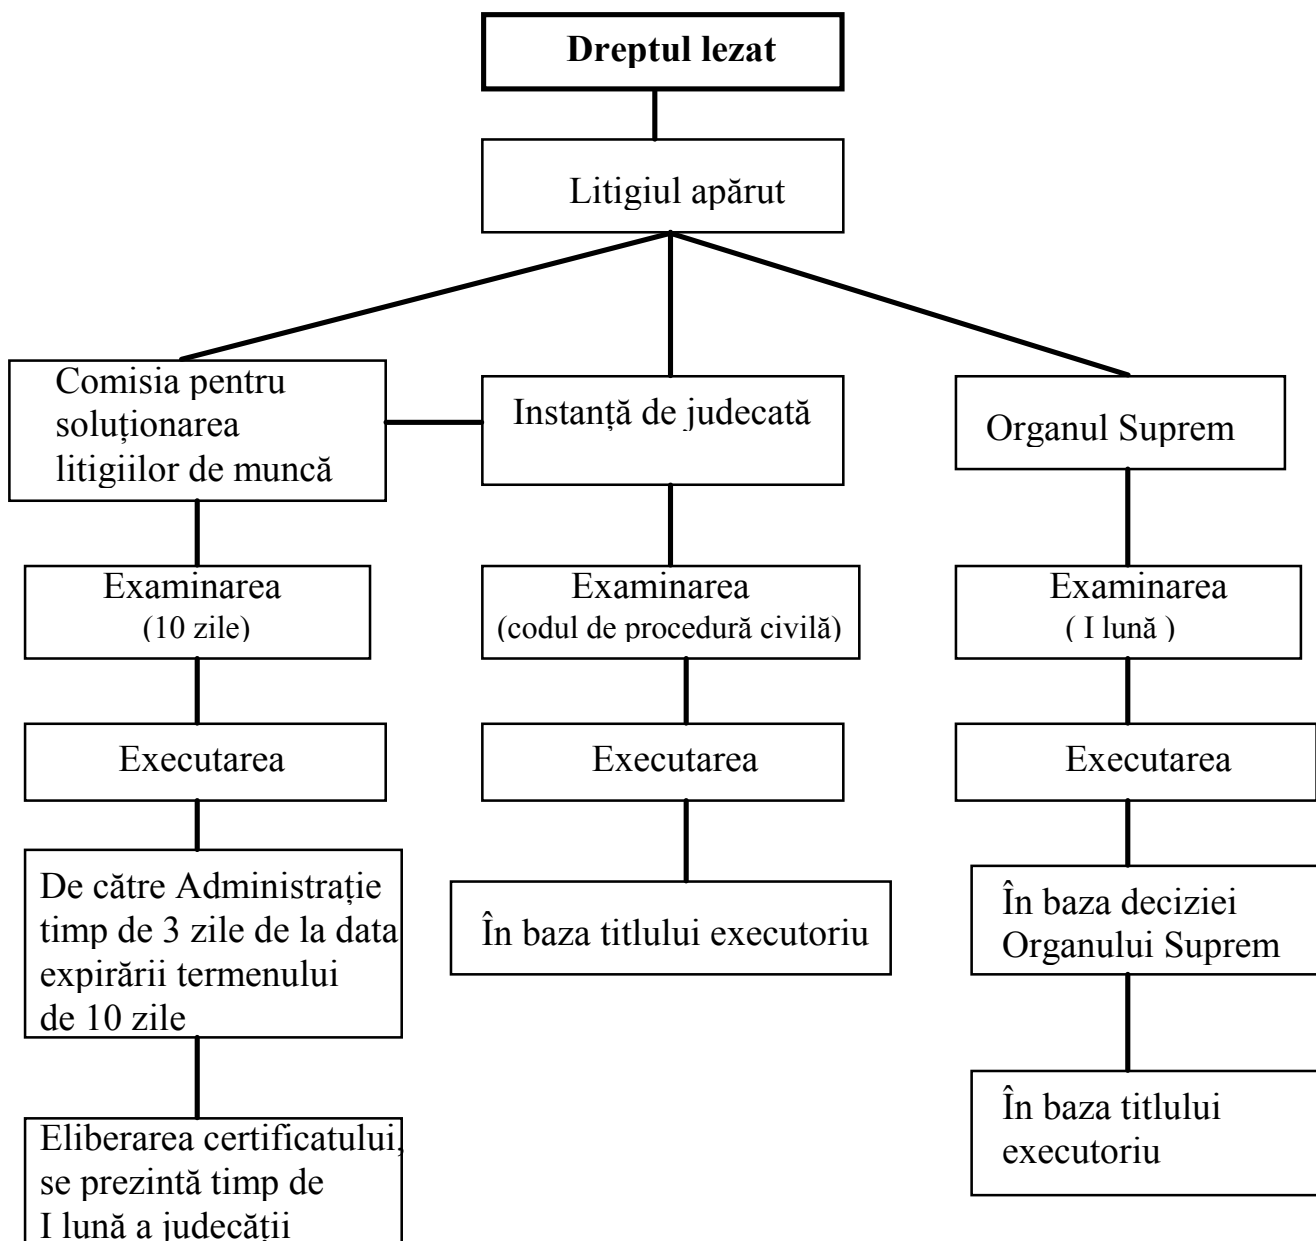 Dreptul lezat
Litigiul apărut
Comisia pentru
soluționarea
litigiilor de muncă
Instanță de judecată
Organul Suprem
Examinarea
(10 zile)
Examinarea
(codul de procedură civilă)
Examinarea
( I lună )
Executarea
Executarea
Executarea
De către Administrație
timp de 3 zile de la data
expirării termenului
de 10 zile
În baza titlului executoriu
În baza deciziei
Organului Suprem
Eliberarea certificatului,
se prezintă timp de
I lună a judecății
În baza titlului
executoriu